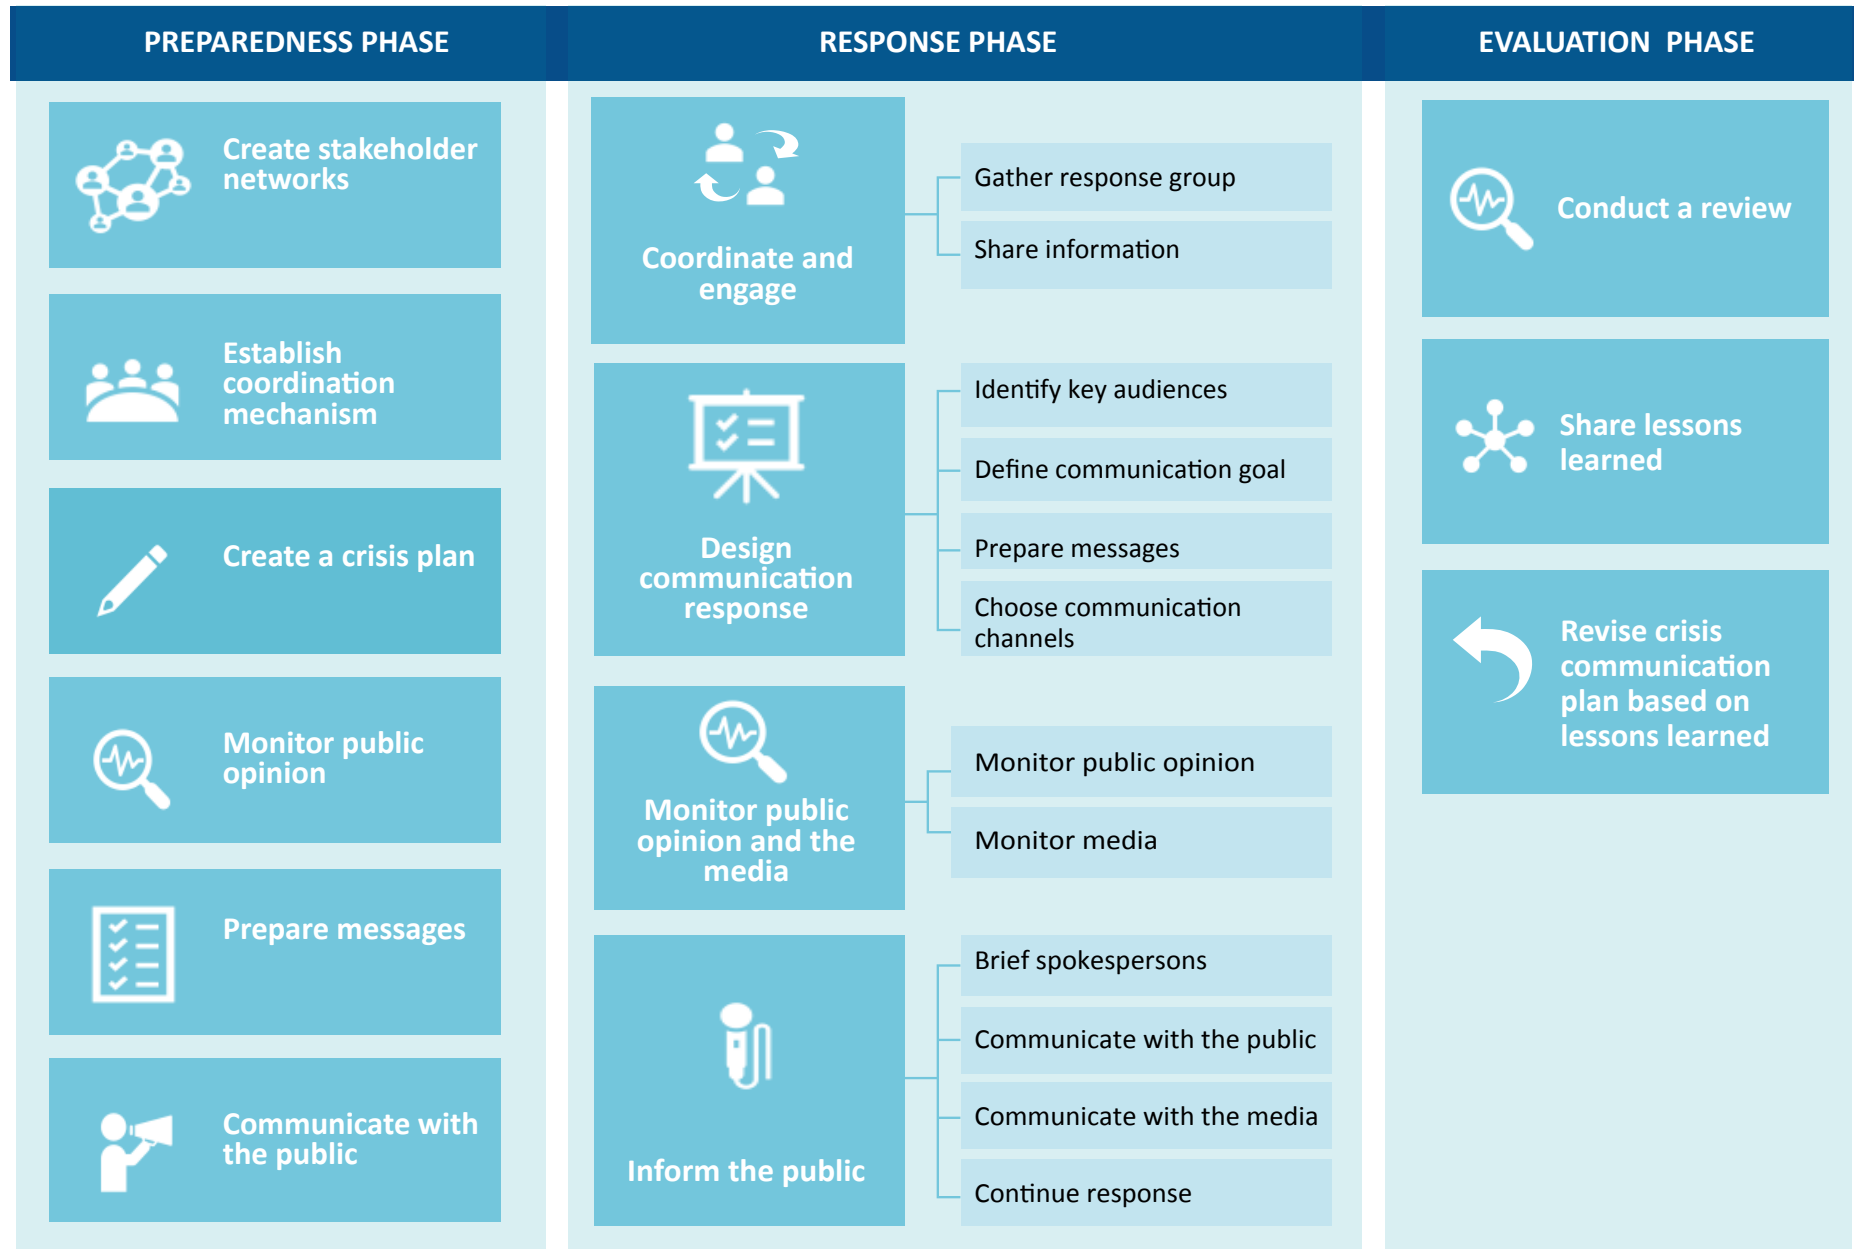 PREPAREDNESS PHASE
Create stakeholder
networks
Establish
coordination
mechanism
Create a crisis plan
Monitor public
opinion
Prepare messages
Communicate with
the public
RESPONSE PHASE
Coordinate and
engage
Gather response group
Share information
Design
communication
response
Identify key audiences
Define communication goal
Prepare messages
Choose communication
channels
Monitor public
opinion and the
media
Monitor public opinion
Monitor media
Inform the public
Brief spokespersons
Communicate with the public
Communicate with the media
Continue response
EVALUATION PHASE
Conduct a review
Share lessons
learned
Revise crisis
communication
plan based on
lessons learned